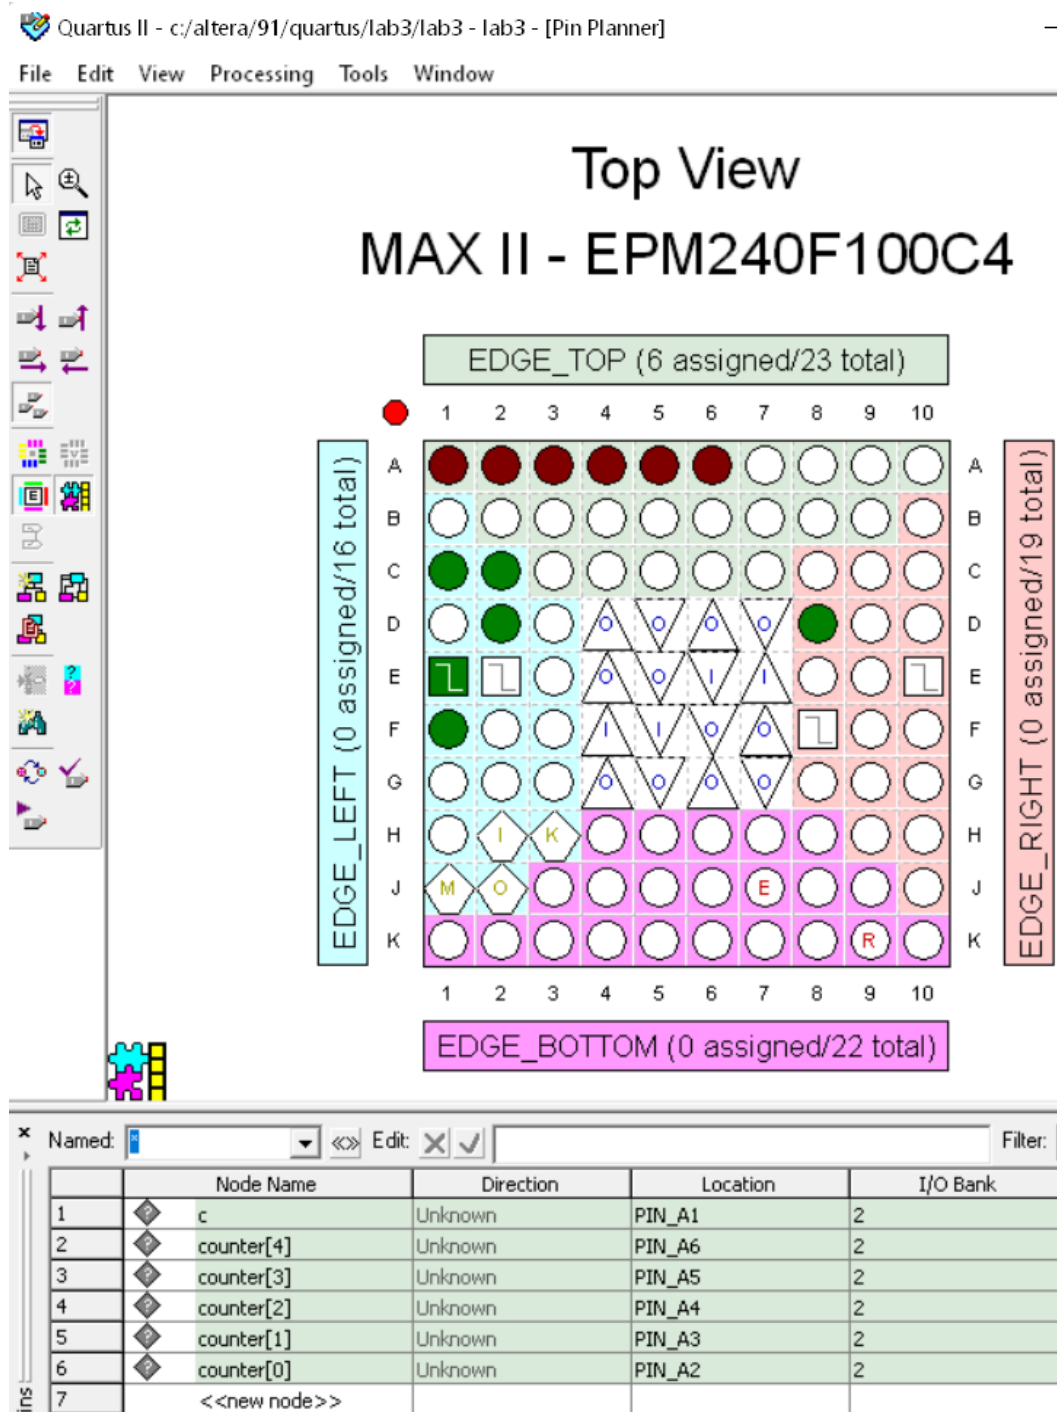 Quartus II - c:/altera/91/quartus/lab3/lab3 - lab3 - [Pin Planner]
File Edit View Processing Tools Window
Top View
MAX II - EPM240F100C4
EDGE_TOP (6 assigned/23 total)
1 2 3 4 5 6 7 8 9 10
EDGE_LEFT (0 assigned/16 total)
EDGE_RIGHT (0 assigned/19 total)
A A
B B
C C
D O O O O D
E O O I I E
F I I O O F
G O O O O G
H I K H
J M O E J
K R K
1 2 3 4 5 6 7 8 9 10
EDGE_BOTTOM (0 assigned/22 total)
Named: * Edit: Filter:
Node Name Direction Location I/O Bank
1 c Unknown PIN_A1 2
2 counter[4] Unknown PIN_A6 2
3 counter[3] Unknown PIN_A5 2
4 counter[2] Unknown PIN_A4 2
5 counter[1] Unknown PIN_A3 2
6 counter[0] Unknown PIN_A2 2
7 <<new node>>